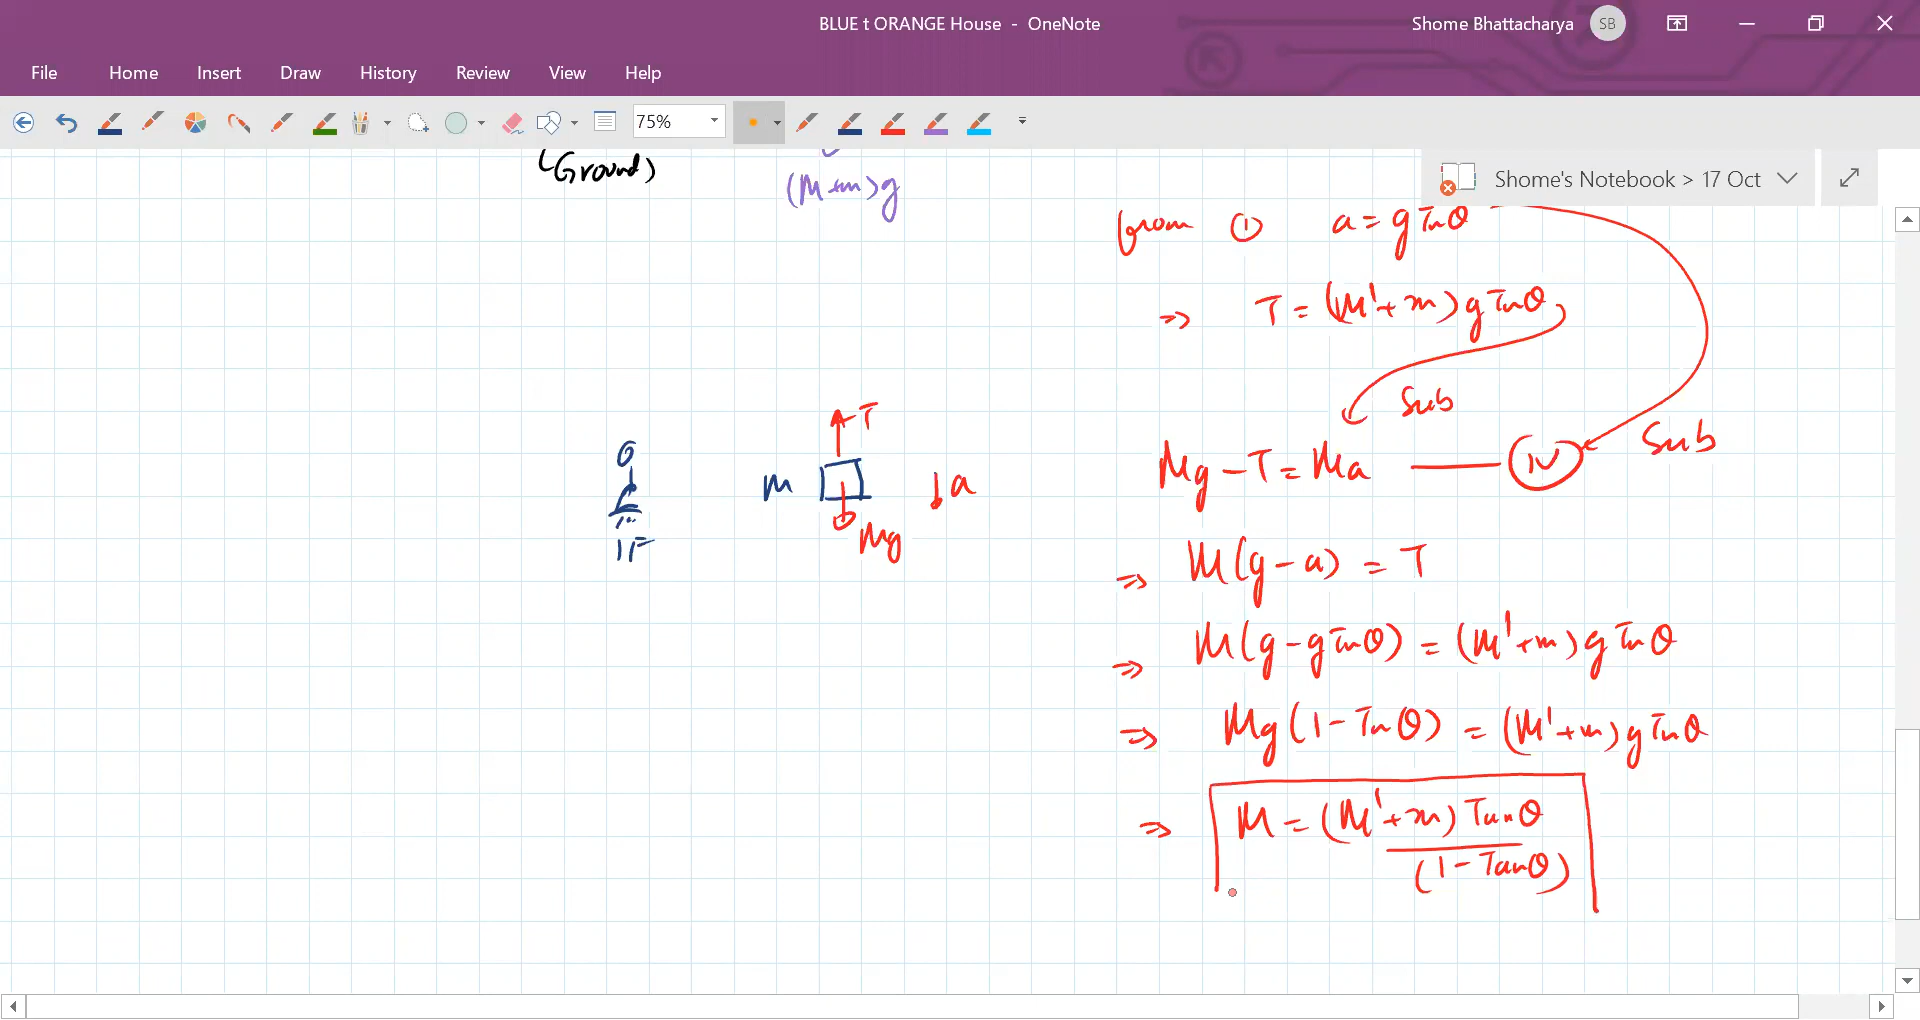 BLUE t ORANGE House - OneNote
Shome Bhattacharya SB
File Home Insert Draw History Review View Help
75%
Shome's Notebook > 17 Oct
(Ground)
(M+m)g
from ① a = g Tanθ
⇒ T = (M'+m) g Tanθ
Sub
Mg - T = Ma — (IV)
Sub
⇒ M(g - a) = T
⇒ M(g - g Tanθ) = (M'+m) g Tanθ
⇒ Mg(1 - Tanθ) = (M'+m) g Tanθ
⇒ M = (M'+m) Tanθ
(1 - Tanθ)
T
M
a
Mg
IF